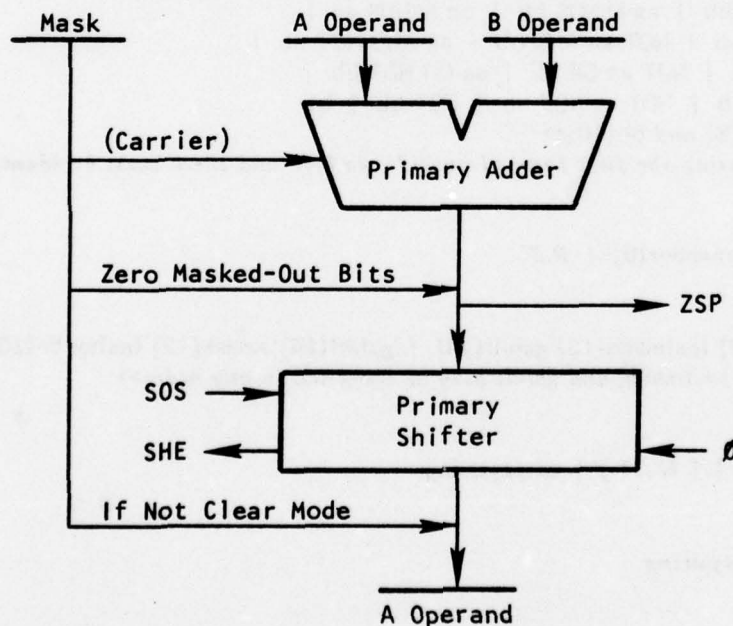 Mask
A Operand
B Operand
(Carrier)
Primary Adder
Zero Masked-Out Bits
ZSP
SOS
Primary
Shifter
SHE
Ø
If Not Clear Mode
A Operand